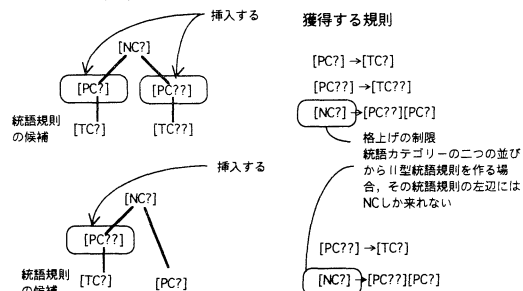 挿入する
獲得する規則
[NC?]
[PC?] →[TC?]
[PC?]
[PC??]
[PC??] →[TC??]
統語規則
の候補
[TC?]
[TC??]
[NC?] →[PC??][PC?]
格上げの制限
統語カテゴリーの二つの並び
からII型統語規則を作る場
合，その統語規則の左辺には
NCしか来れない
挿入する
[NC?]
[PC??]
[PC??] →[TC?]
統語規則
の候補
[TC?]
[PC?]
[NC?] →[PC??][PC?]